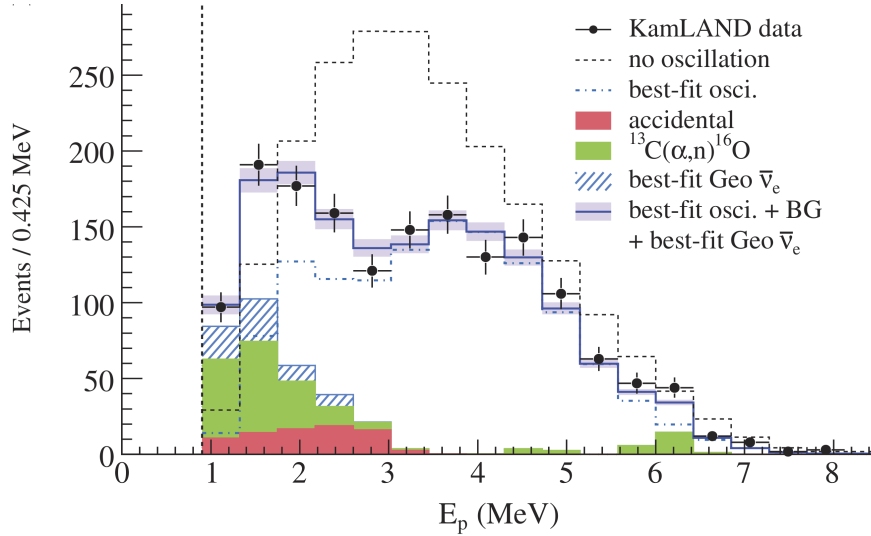 KamLAND data
no oscillation
best-fit osci.
accidental
¹³C(α,n)¹⁶O
best-fit Geo ν̅ₑ
best-fit osci. + BG
+ best-fit Geo ν̅ₑ
Events / 0.425 MeV
250
200
150
100
50
0
0 1 2 3 4 5 6 7 8
Eₚ (MeV)